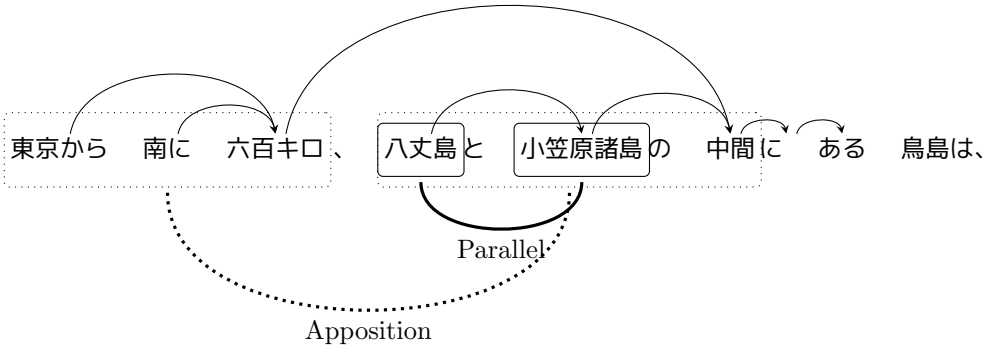 東京から 南に 六百キロ、 八丈島と 小笠原諸島の 中間に ある 鳥島は、
Parallel
Apposition